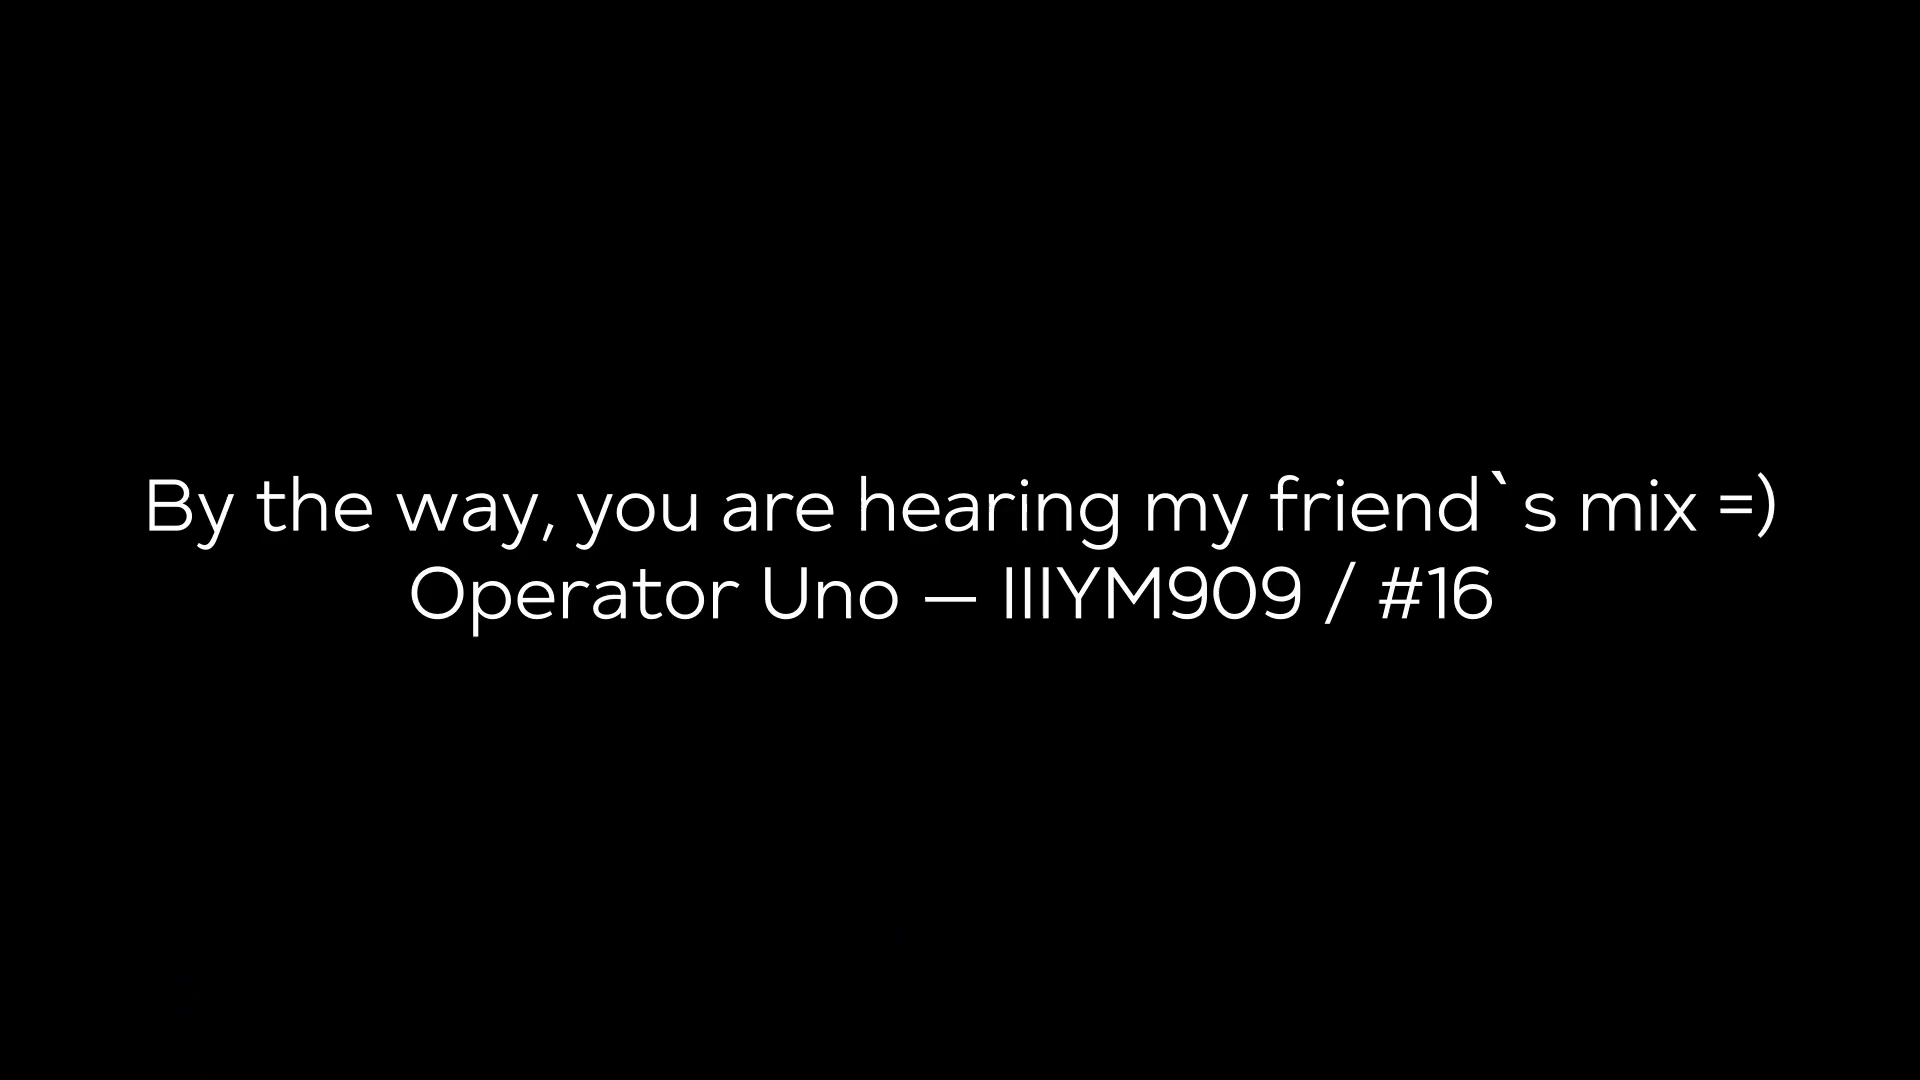 By the way, you are hearing my friend`s mix =)
Operator Uno — IIIYM909 / #16